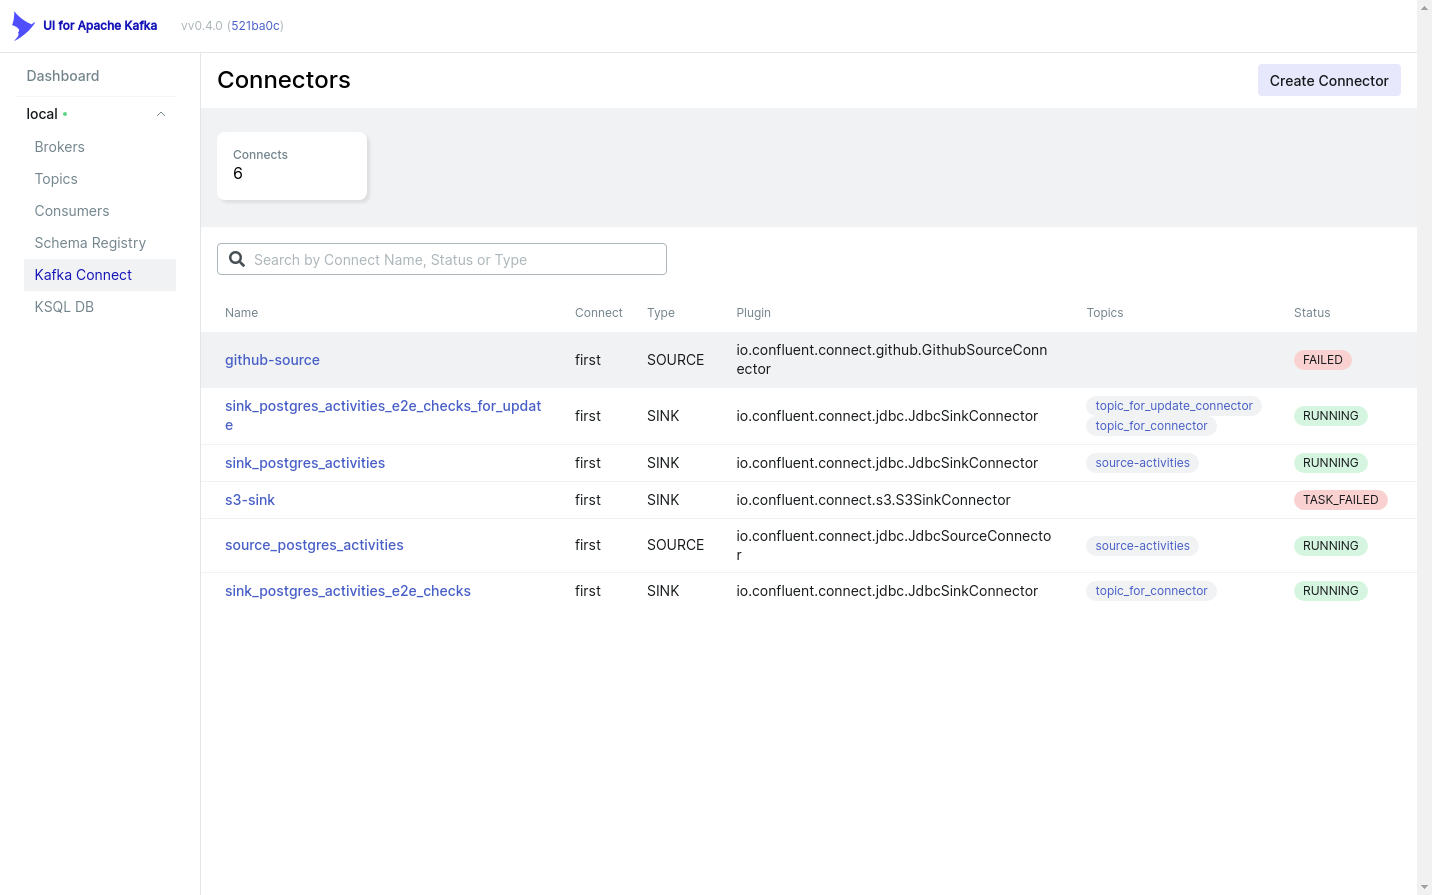 UI for Apache Kafka
vv0.4.0 (521ba0c)
Dashboard
local
Brokers
Topics
Consumers
Schema Registry
Kafka Connect
KSQL DB
Connectors
Create Connector
Connects
6
Search by Connect Name, Status or Type
Name Connect Type Plugin Topics Status
github-source first SOURCE io.confluent.connect.github.GithubSourceConn
ector FAILED
sink_postgres_activities_e2e_checks_for_updat
e first SINK io.confluent.connect.jdbc.JdbcSinkConnector topic_for_update_connector
topic_for_connector RUNNING
sink_postgres_activities first SINK io.confluent.connect.jdbc.JdbcSinkConnector source-activities RUNNING
s3-sink first SINK io.confluent.connect.s3.S3SinkConnector TASK_FAILED
source_postgres_activities first SOURCE io.confluent.connect.jdbc.JdbcSourceConnecto
r source-activities RUNNING
sink_postgres_activities_e2e_checks first SINK io.confluent.connect.jdbc.JdbcSinkConnector topic_for_connector RUNNING